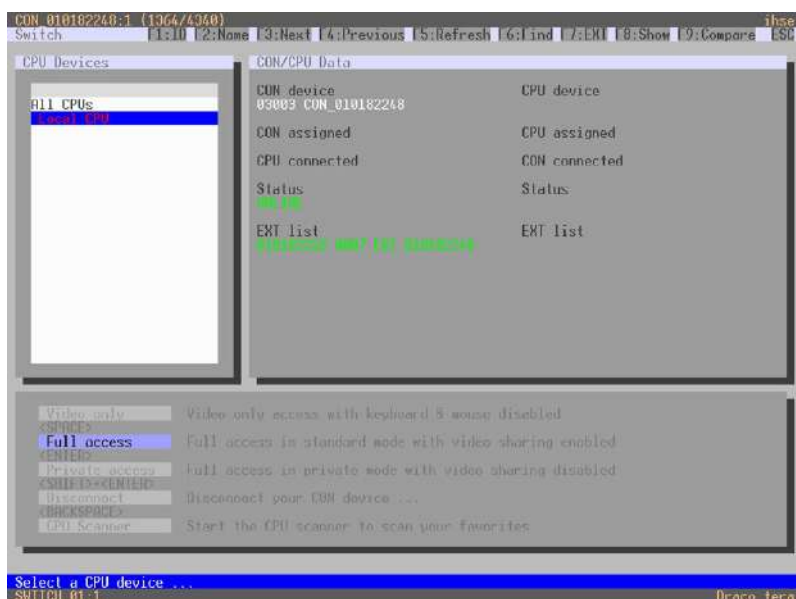 CON_010182248:1 (1364/4340) ihse
Switch F1:ID F2:Name F3:Next F4:Previous F5:Refresh F6:Find F7:EXT F8:Show F9:Compare ESC
CPU Devices
All CPUs
Local CPU
CON/CPU Data
CON device CPU device
03003 CON_010182248
CON assigned CPU assigned
CPU connected CON connected
Status Status
ONLINE
EXT list EXT list
Video only Video only access with keyboard & mouse disabled
<SPACE>
Full access Full access in standard mode with video sharing enabled
<ENTER>
Private access Full access in private mode with video sharing disabled
<SHIFT>+<ENTER>
Disconnect Disconnect your CON device ...
<BACKSPACE>
CPU Scanner Start the CPU scanner to scan your favorites
Select a CPU device ...
SWITCH_01:1 Draco tera